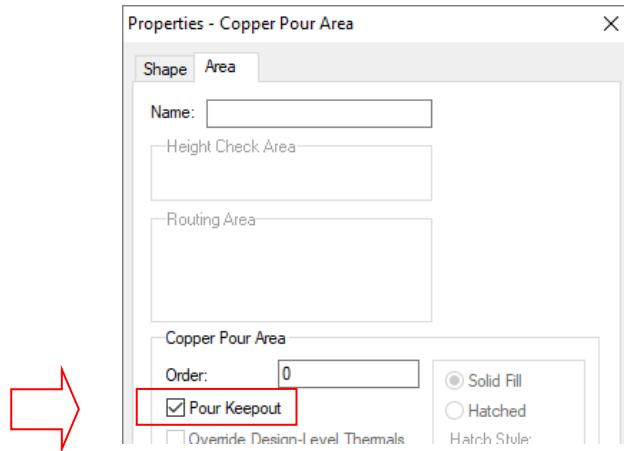 Properties - Copper Pour Area
Shape Area
Name:
Height Check Area
Routing Area
Copper Pour Area
Order: 0
Solid Fill
Pour Keepout
Hatched
Override Design-Level Thermals
Hatch Style: